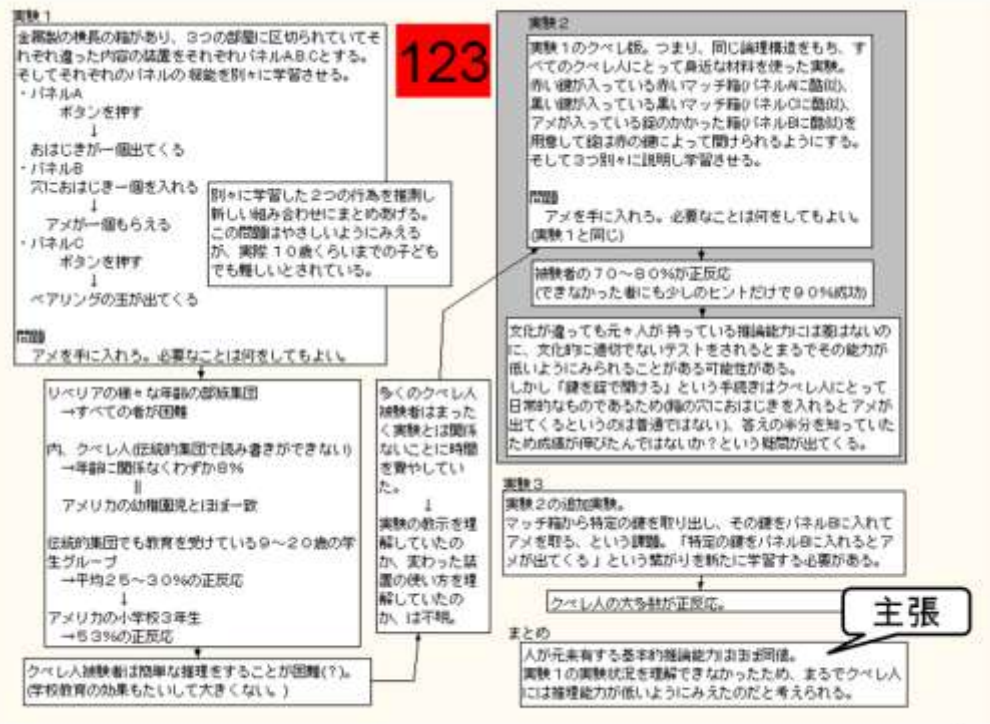 実験１
金属製の横長の箱があり、３つの部屋に区切られていてそ
れぞれ違った内容の装置をそれぞれパネルA,B,Cとする。
そしてそれぞれのパネルの機能を別々に学習させる。
・パネルA
ボタンを押す
↓
おはじきが一個出てくる
・パネルB
穴におはじき一個を入れる
↓
アメが一個もらえる
・パネルC
ボタンを押す
↓
ベアリングの玉が出てくる
問題
アメを手に入れろ。必要なことは何をしてもよい。
別々に学習した２つの行為を推測し
新しい組み合わせにまとめあげる。
この問題はやさしいようにみえる
が、実際１０歳くらいまでの子ども
でも難しいとされている。
123
リベリアの様々な年齢の部族集団
→すべての者が困難
内、クペレ人(伝統的集団で読み書きができない)
→年齢に関係なくわずか８％
||
アメリカの幼稚園児とほぼ一致
伝統的集団でも教育を受けている９～２０歳の学
生グループ
→平均２５～３０％の正反応
↓
アメリカの小学校３年生
→５３％の正反応
クペレ人被験者は簡単な推理をすることが困難(？)。
(学校教育の効果もたいして大きくない。)
多くのクペレ人
被験者はまった
く実験とは関係
ないことに時間
を費やしてい
た。
↓
実験の教示を理
解していたの
か、変わった装
置の使い方を理
解していたの
か、は不明。
実験２
実験１のクペレ版。つまり、同じ論理構造をもち、す
べてのクペレ人にとって身近な材料を使った実験。
赤い鍵が入っている赤いマッチ箱(パネルAに酷似)、
黒い鍵が入っている黒いマッチ箱(パネルCに酷似)、
アメが入っている錠のかかった箱(パネルBに酷似)を
用意して錠は赤の鍵によって開けられるようにする。
そして３つ別々に説明し学習させる。
問題
アメを手に入れろ。必要なことは何をしてもよい。
(実験１と同じ)
被験者の７０～８０％が正反応
(できなかった者にも少しのヒントだけで９０％成功)
文化が違っても元々人が持っている推論能力には差はないの
に、文化的に適切でないテストをされるとまるでその能力が
低いようにみられることがある可能性がある。
しかし「鍵を錠で開ける」という手続きはクペレ人にとって
日常的なものであるため(箱の穴におはじきを入れるとアメが
出てくるというのは普通ではない)、答えの半分を知っていた
ため成績が伸びたんではないか？という疑問が出てくる。
実験３
実験２の追加実験。
マッチ箱から特定の鍵を取り出し、その鍵をパネルBに入れて
アメを取る、という課題。「特定の鍵をパネルBに入れるとア
メが出てくる」という繋がりを新たに学習する必要がある。
クペレ人の大多数が正反応。
主張
まとめ
人が元来有する基本的推論能力はほぼ同値。
実験１の実験状況を理解できなかったため、まるでクペレ人
には推理能力が低いようにみえたのだと考えられる。